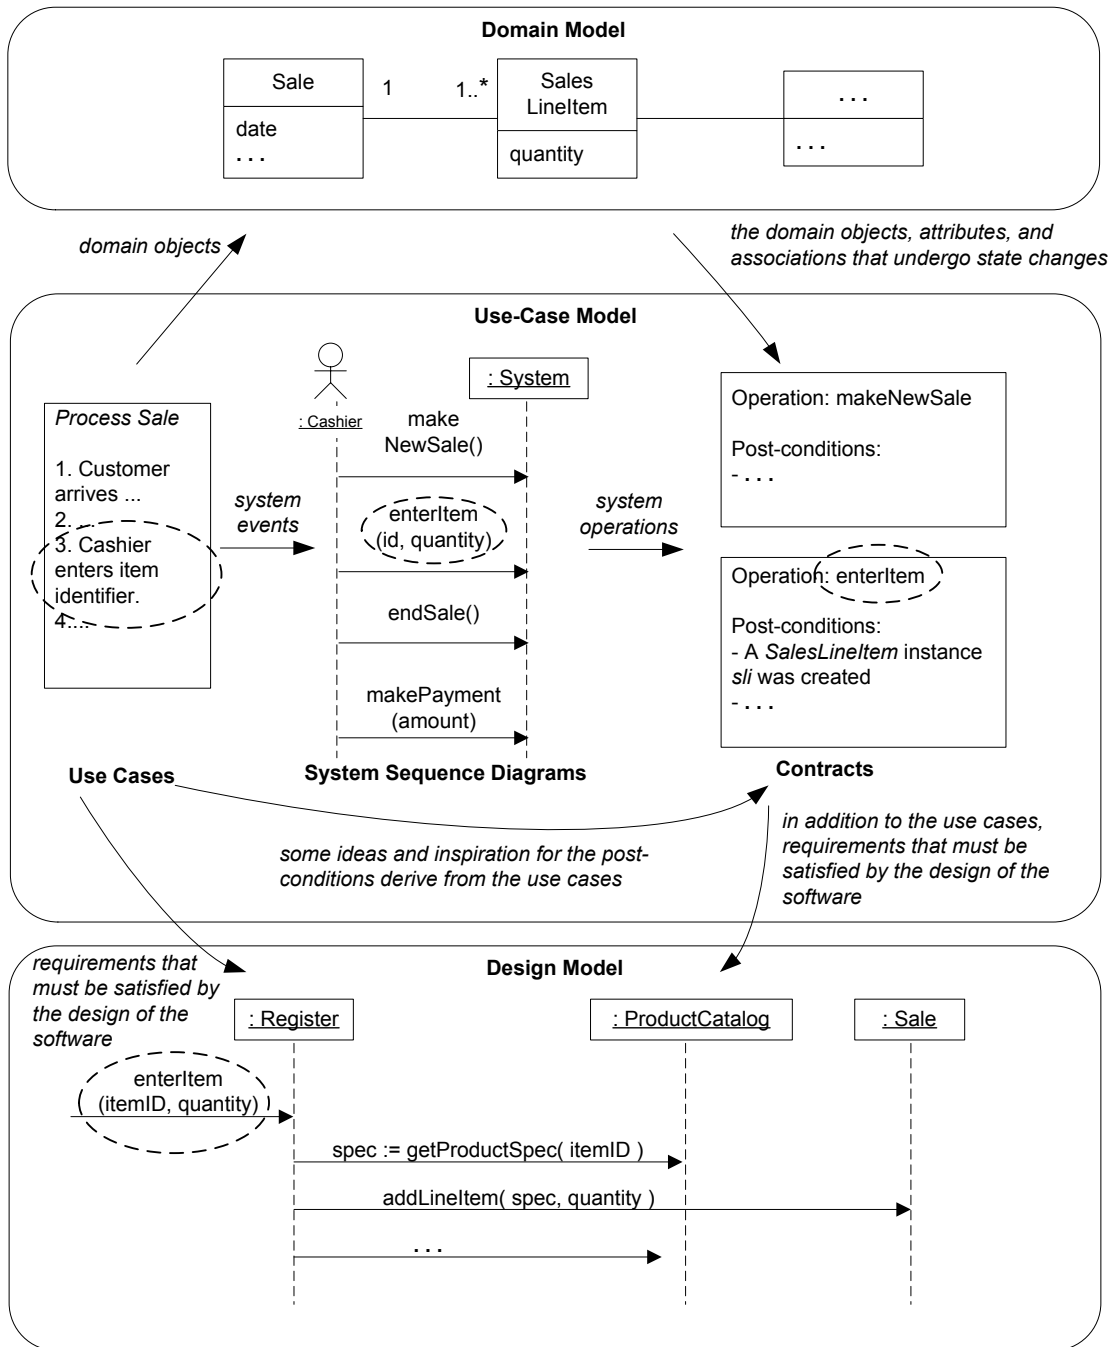 Domain Model
Sale
date
. . .
1
1..*
Sales
LineItem
quantity
. . .
. . .
domain objects
the domain objects, attributes, and
associations that undergo state changes
Use-Case Model
Process Sale
1. Customer
arrives ...
2. ...
3. Cashier
enters item
identifier.
4....
Use Cases
system
events
: Cashier
: System
make
NewSale()
enterItem
(id, quantity)
endSale()
makePayment
(amount)
System Sequence Diagrams
system
operations
Operation: makeNewSale
Post-conditions:
- . . .
Operation: enterItem
Post-conditions:
- A SalesLineItem instance
sli was created
- . . .
Contracts
some ideas and inspiration for the post-
conditions derive from the use cases
in addition to the use cases,
requirements that must be
satisfied by the design of the
software
Design Model
requirements that
must be satisfied by
the design of the
software
: Register
: ProductCatalog
: Sale
enterItem
(itemID, quantity)
spec := getProductSpec( itemID )
addLineItem( spec, quantity )
. . .